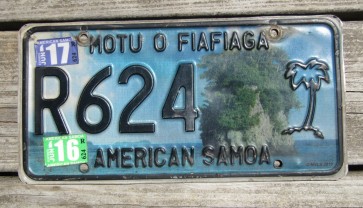 17
MOTU O FIAFIAGA
R624
16
AMERICAN SAMOA